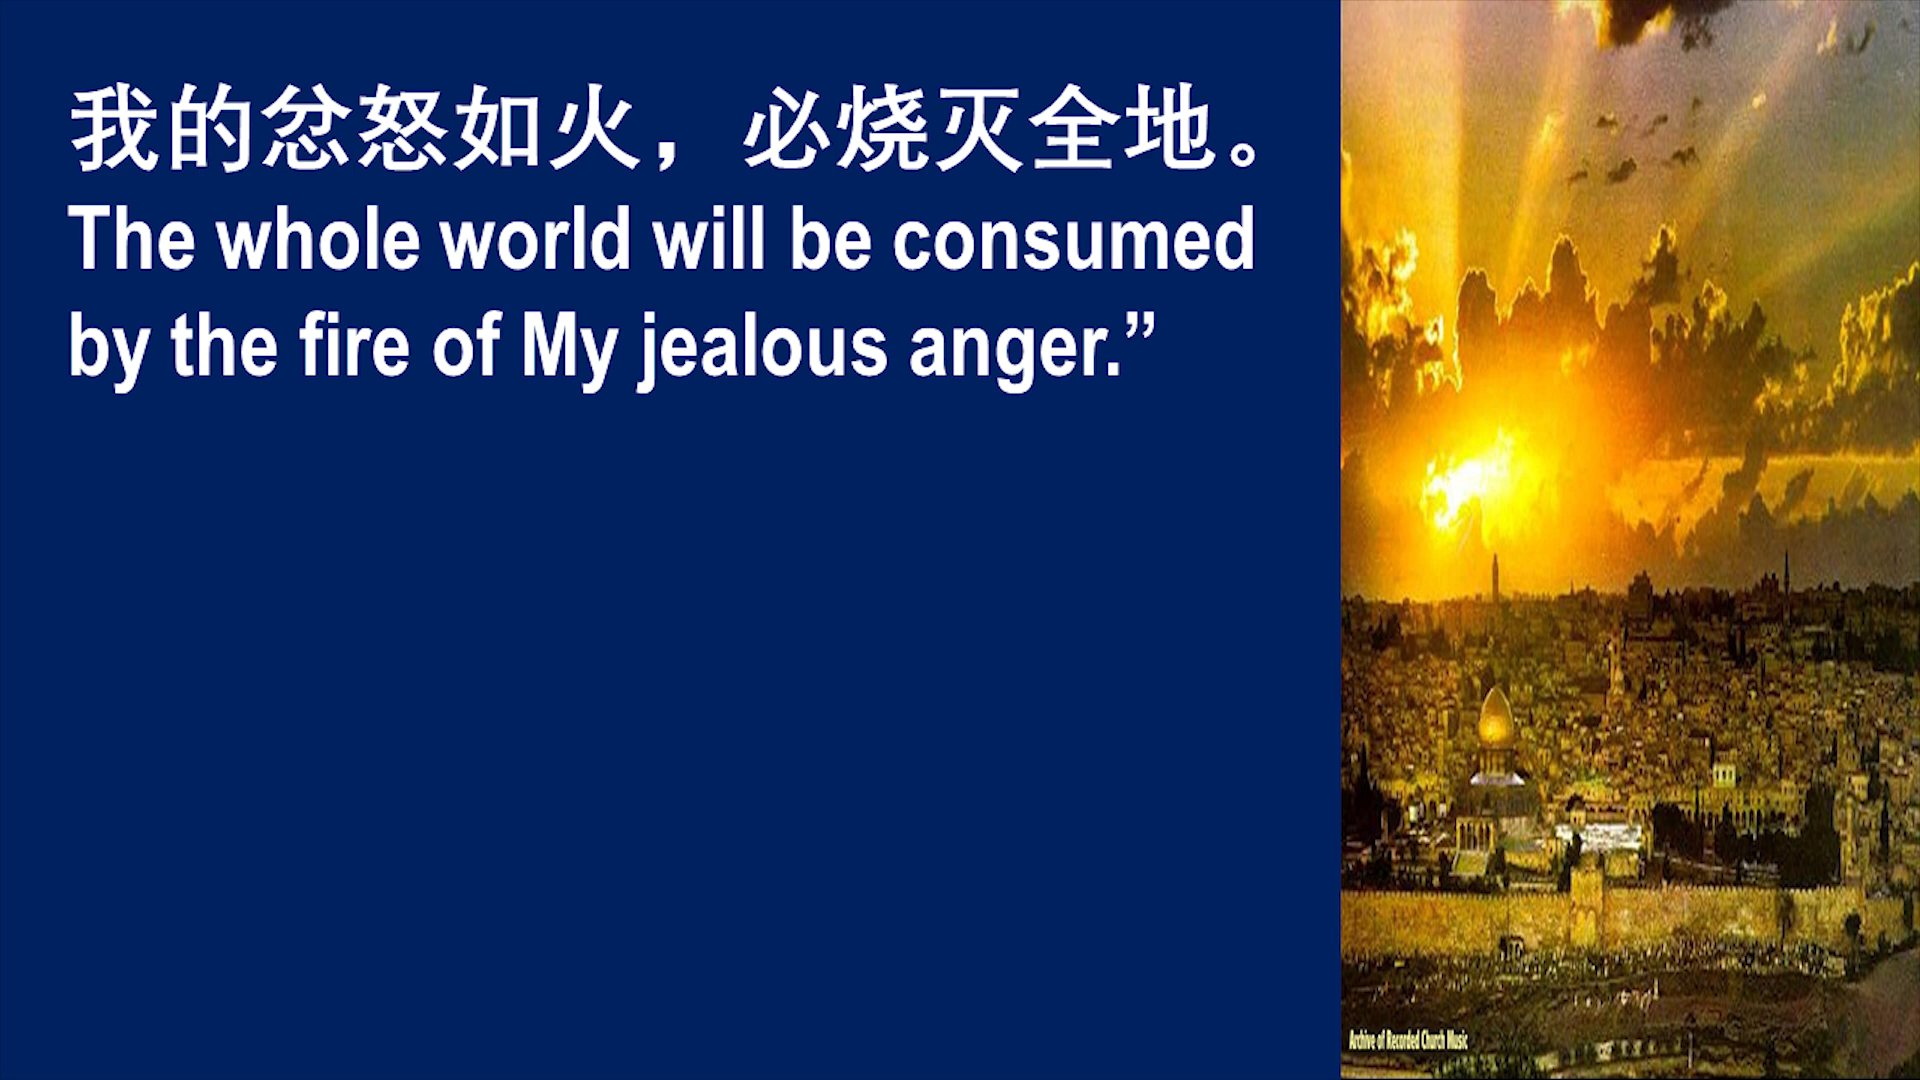 我的忿怒如火，必烧灭全地。
The whole world will be consumed
by the fire of My jealous anger.”
Archive of Recorded Church Music